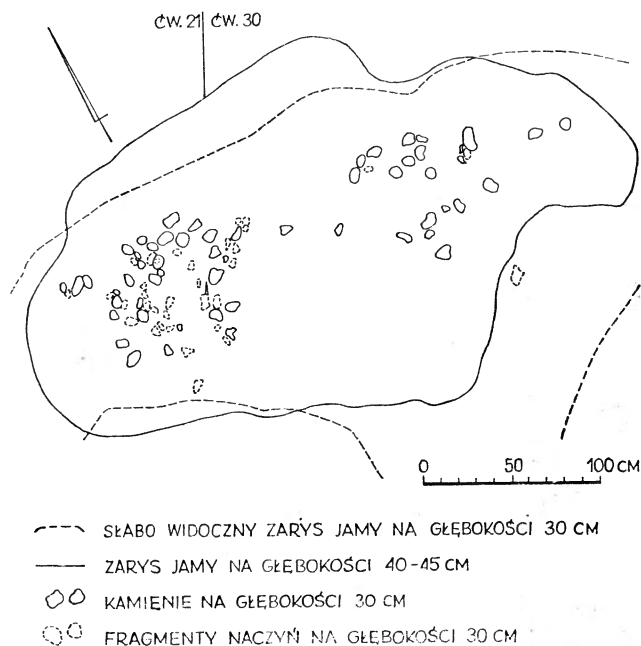 ĆW. 21 ĆW. 30
0 50 100 CM
SŁABO WIDOCZNY ZARYS JAMY NA GŁĘBOKOŚCI 30 CM
ZARYS JAMY NA GŁĘBOKOŚCI 40-45 CM
KAMIENIE NA GŁĘBOKOŚCI 30 CM
FRAGMENTY NACZYŃ NA GŁĘBOKOŚCI 30 CM